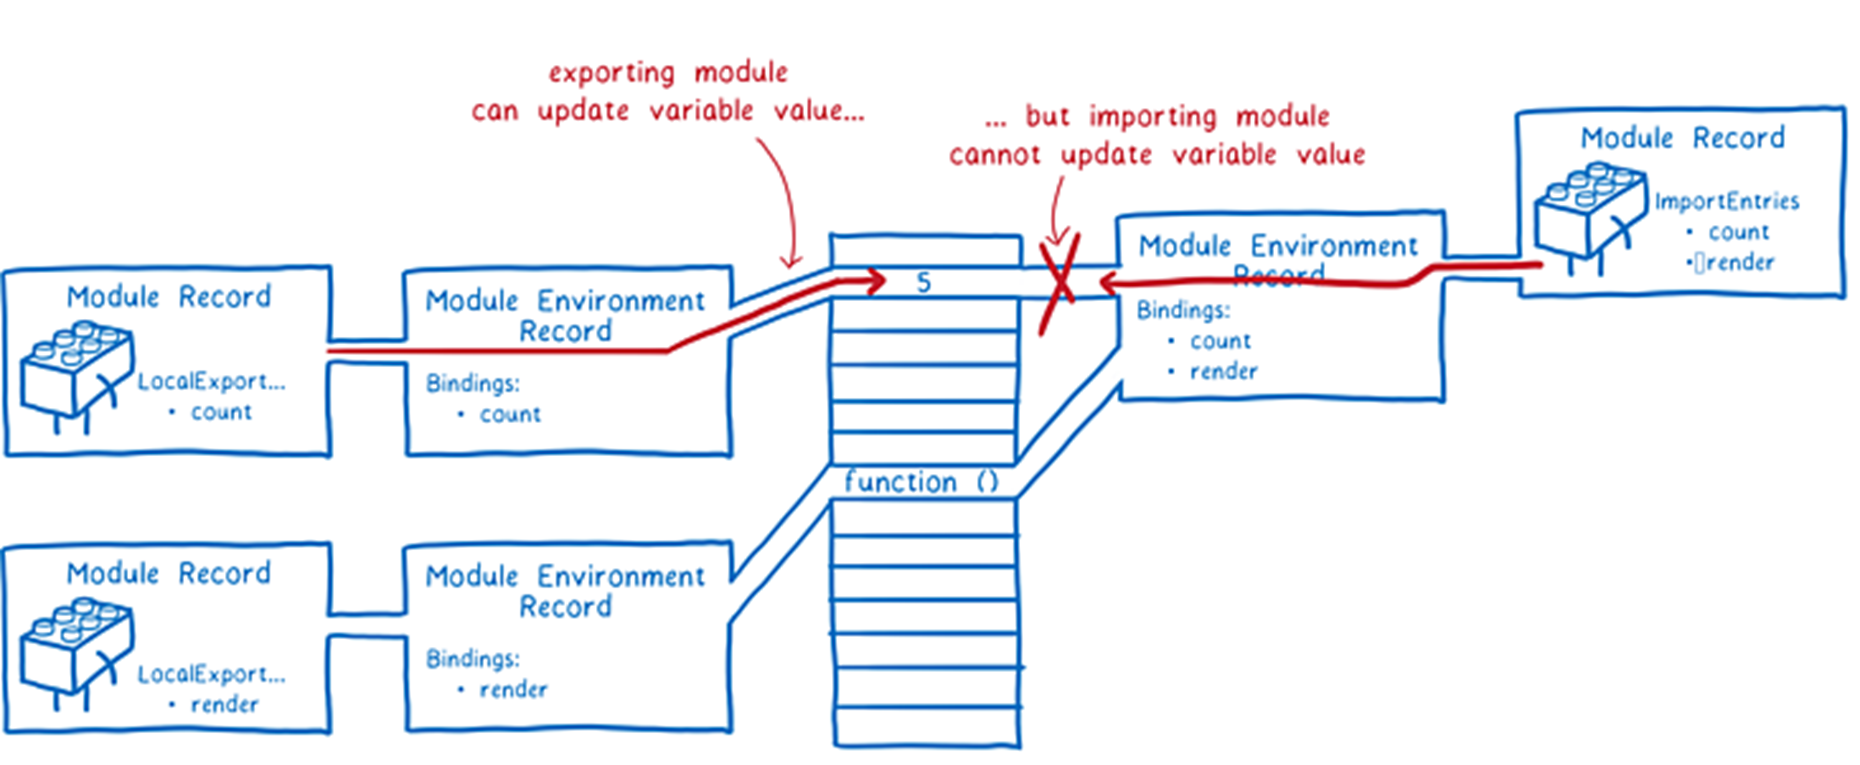 exporting module
can update variable value...
... but importing module
cannot update variable value
Module Record
ImportEntries
• count
• render
Module Environment
Record
Bindings:
• count
• render
5
function ()
Module Record
LocalExport...
• count
Module Environment
Record
Bindings:
• count
Module Record
LocalExport...
• render
Module Environment
Record
Bindings:
• render